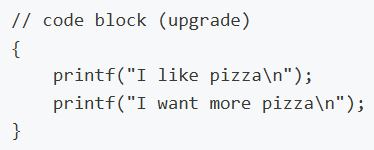 // code block (upgrade)
{
    printf("I like pizza\n");
    printf("I want more pizza\n");
}